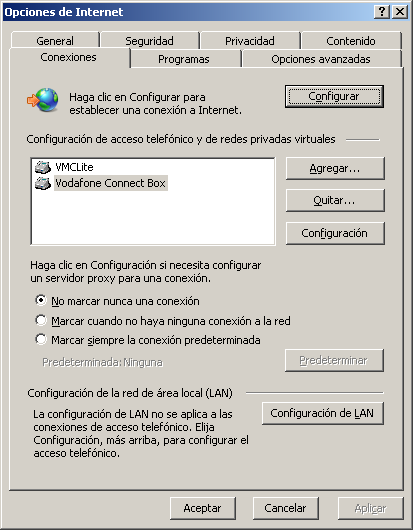 Opciones de Internet
General Seguridad Privacidad Contenido
Conexiones Programas Opciones avanzadas
Haga clic en Configurar para
establecer una conexión a Internet.
Configurar
Configuración de acceso telefónico y de redes privadas virtuales
VMCLite
Vodafone Connect Box
Agregar...
Quitar...
Configuración
Haga clic en Configuración si necesita configurar
un servidor proxy para una conexión.
No marcar nunca una conexión
Marcar cuando no haya ninguna conexión a la red
Marcar siempre la conexión predeterminada
Predeterminada: Ninguna
Predeterminar
Configuración de la red de área local (LAN)
La configuración de LAN no se aplica a las
conexiones de acceso telefónico. Elija
Configuración, más arriba, para configurar el
acceso telefónico.
Configuración de LAN
Aceptar Cancelar Aplicar